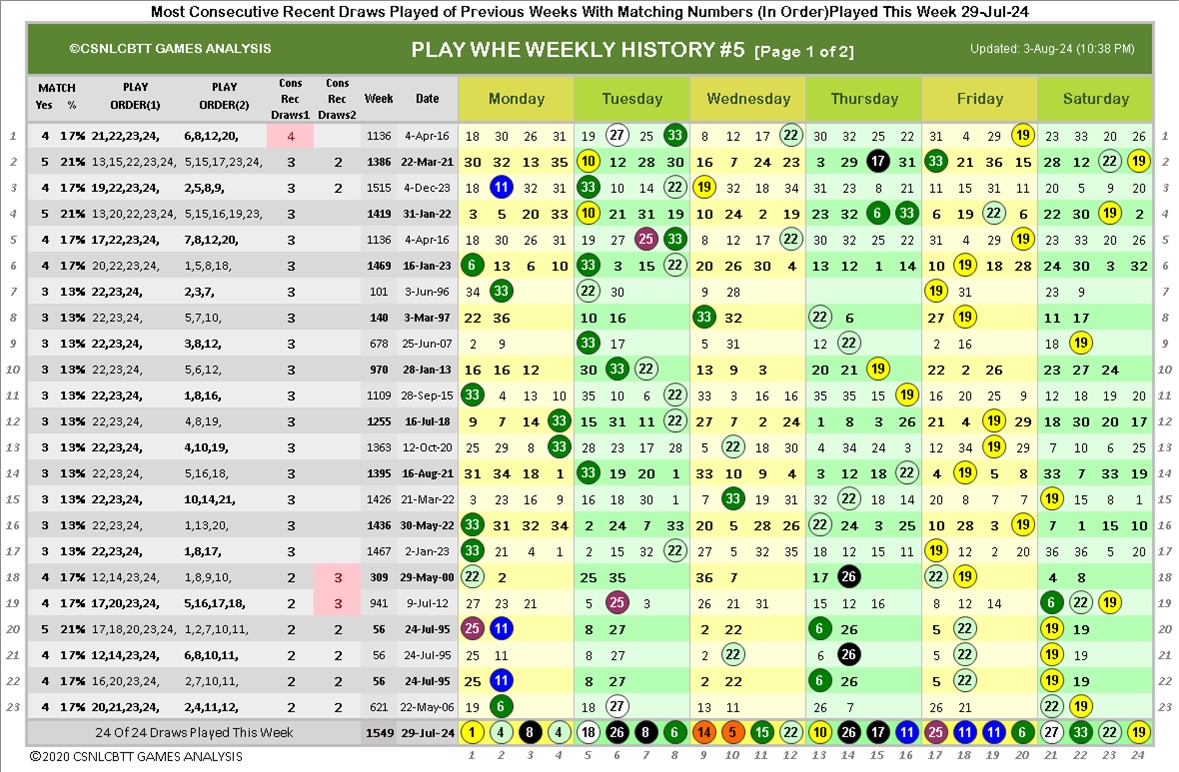 Most Consecutive Recent Draws Played of Previous Weeks With Matching Numbers (In Order)Played This Week 29-Jul-24
©CSNLCBTT GAMES ANALYSIS PLAY WHE WEEKLY HISTORY #5 [Page 1 of 2] Updated: 3-Aug-24 (10:38 PM)
MATCH Yes % PLAY ORDER(1) PLAY ORDER(2) Cons Rec Draws1 Cons Rec Draws2 Week Date Monday Tuesday Wednesday Thursday Friday Saturday
1 4 17% 21,22,23,24, 6,8,12,20, 4 1136 4-Apr-16 18 30 26 31 19 27 25 33 8 12 17 22 30 32 25 22 31 4 29 19 23 33 20 26 1
2 5 21% 13,15,22,23,24, 5,15,17,23,24, 3 2 1386 22-Mar-21 30 32 13 35 10 12 28 30 16 7 24 23 3 29 17 31 33 21 36 15 28 12 22 19 2
3 4 17% 19,22,23,24, 2,5,8,9, 3 2 1515 4-Dec-23 18 11 32 31 33 10 14 22 19 32 18 34 31 23 8 21 11 15 31 11 20 5 9 20 3
4 5 21% 13,20,22,23,24, 5,15,16,19,23, 3 1419 31-Jan-22 3 5 20 33 10 21 31 19 10 24 2 19 23 32 6 33 6 19 22 6 22 30 23 2 4
5 4 17% 17,22,23,24, 7,8,12,20, 3 1136 4-Apr-16 18 30 26 31 19 27 25 33 8 12 17 22 30 32 25 22 31 4 29 20 23 33 20 26 5
6 4 17% 20,22,23,24, 1,5,8,18, 3 1469 16-Jan-23 6 13 6 10 33 3 15 22 20 26 30 4 13 12 1 14 10 19 18 28 24 30 3 32 6
7 3 13% 22,23,24, 2,3,7, 3 101 3-Jun-96 34 33 22 30 9 28 17 31 23 9 7
8 3 13% 22,23,24, 5,7,10, 3 140 3-Mar-97 22 36 10 16 33 32 22 6 27 19 11 17 8
9 3 13% 22,23,24, 3,8,12, 3 678 25-Jun-07 2 9 33 17 5 31 12 22 2 16 18 19 9
10 3 13% 22,23,24, 5,6,12, 3 970 28-Jan-13 16 16 12 30 33 22 13 9 3 20 21 19 22 2 26 23 27 24 10
11 3 13% 22,23,24, 1,8,16, 3 1109 28-Sep-15 33 4 13 10 35 10 6 22 33 3 16 16 35 35 15 19 16 20 25 9 12 18 19 20 11
12 3 13% 22,23,24, 4,8,19, 3 1255 16-Jul-18 9 7 14 33 15 31 11 22 27 7 2 24 1 8 3 26 21 4 19 29 18 30 20 17 12
13 3 13% 22,23,24, 4,10,19, 3 1363 12-Oct-20 25 29 8 33 28 23 17 28 5 22 18 30 4 34 24 3 12 34 19 29 7 10 6 25 13
14 3 13% 22,23,24, 5,16,18, 3 1395 16-Aug-21 31 34 18 1 33 19 20 1 33 10 9 4 3 12 18 22 4 19 5 8 33 7 33 19 14
15 3 13% 22,23,24, 10,14,21, 3 1426 21-Mar-22 3 23 16 9 16 18 30 1 7 33 19 31 32 22 18 14 20 8 7 7 19 15 8 1 15
16 3 13% 22,23,24, 1,13,20, 3 1436 30-May-22 33 31 32 34 2 24 7 33 20 5 28 26 22 24 3 25 10 28 3 19 7 1 15 10 16
17 3 13% 22,23,24, 1,8,17, 3 1467 2-Jan-23 33 21 4 1 2 15 32 22 27 5 32 35 18 12 15 11 19 12 2 20 36 36 5 20 17
18 4 17% 12,14,23,24, 1,8,9,10, 2 3 309 29-May-00 22 2 25 35 36 7 17 26 22 19 4 8 18
19 4 17% 17,20,23,24, 5,16,17,18, 2 3 941 9-Jul-12 27 23 21 5 25 3 26 21 31 15 12 16 8 12 14 6 22 19 19
20 5 21% 17,18,20,23,24, 1,2,7,10,11, 2 2 56 24-Jul-95 25 11 8 27 2 22 6 26 5 22 19 19 20
21 4 17% 12,14,23,24, 6,8,10,11, 2 2 56 24-Jul-95 25 11 8 27 2 22 6 26 5 22 19 19 21
22 4 17% 16,20,23,24, 2,7,10,11, 2 2 56 24-Jul-95 25 11 8 27 2 22 6 26 5 22 19 19 22
23 4 17% 20,21,23,24, 2,4,11,12, 2 2 621 22-May-06 19 6 18 27 13 11 26 7 26 21 22 19 23
24 Of 24 Draws Played This Week 1549 29-Jul-24 1 4 8 4 18 26 8 6 14 5 15 22 10 26 17 11 25 11 11 6 27 33 22 19
©2020 CSNLCBTT GAMES ANALYSIS 1 2 3 4 5 6 7 8 9 10 11 12 13 14 15 16 17 18 19 20 21 22 23 24